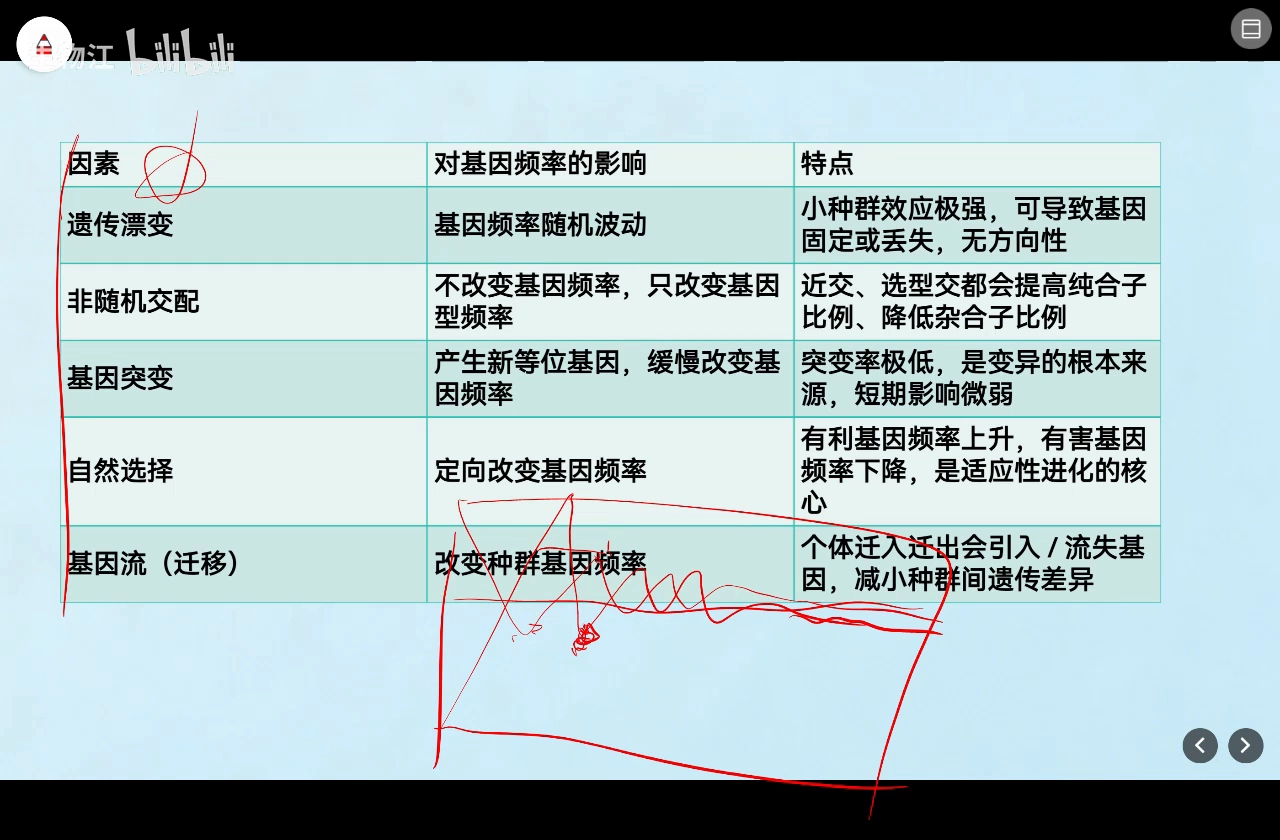 物江 bilibili
因素
对基因频率的影响
特点
遗传漂变
基因频率随机波动
小种群效应极强，可导致基因
固定或丢失，无方向性
非随机交配
不改变基因频率，只改变基因
型频率
近交、选型交都会提高纯合子
比例、降低杂合子比例
基因突变
产生新等位基因，缓慢改变基
因频率
突变率极低，是变异的根本来
源，短期影响微弱
自然选择
定向改变基因频率
有利基因频率上升，有害基因
频率下降，是适应性进化的核
心
基因流（迁移）
改变种群基因频率
个体迁入迁出会引入 / 流失基
因，减小种群间遗传差异